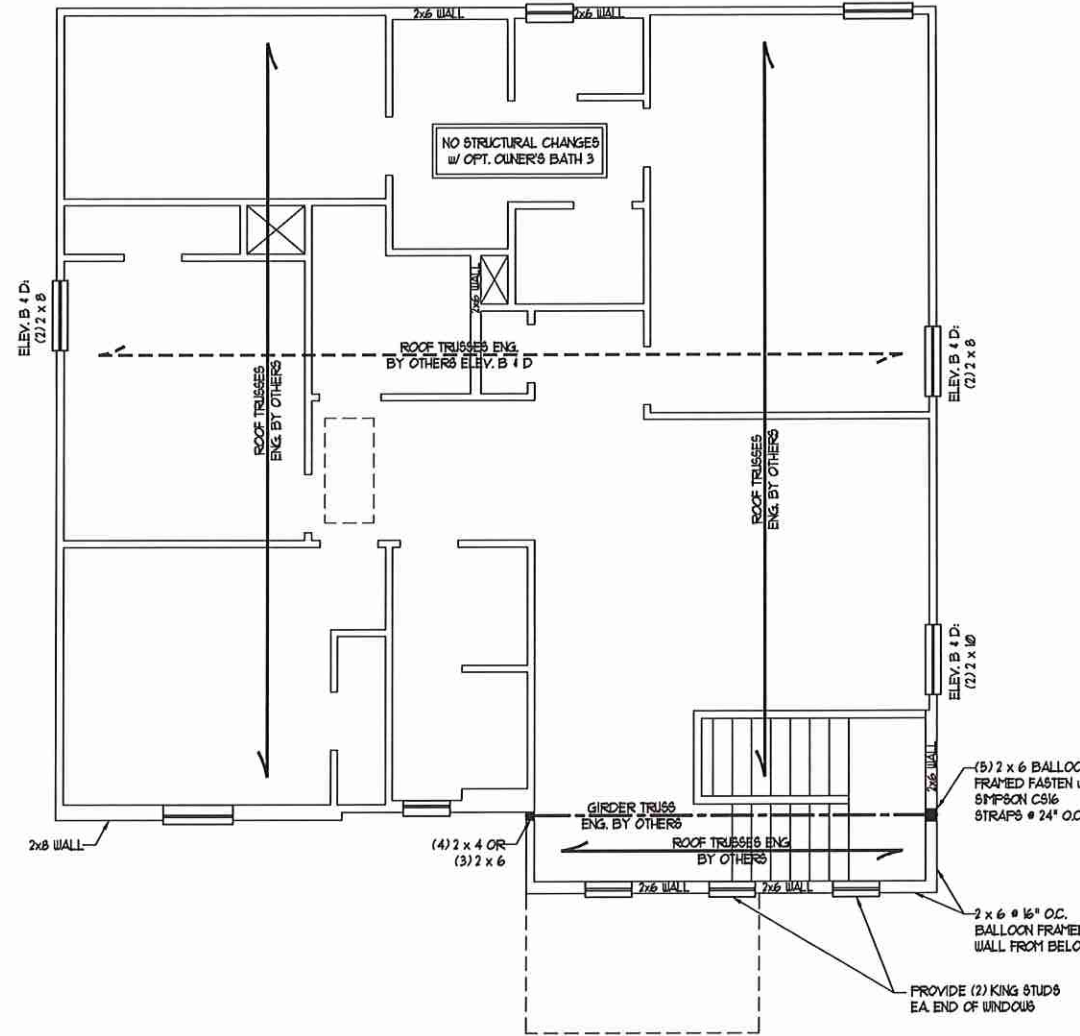 2x6 WALL
2x6 WALL
NO STRUCTURAL CHANGES
W/ OPT. OWNER'S BATH 3
2x6 WALL
ELEV. B & D:
(2) 2 x 8
ROOF TRUSSES ENG.
BY OTHERS ELEV. B & D
ELEV. B & D:
(2) 2 x 8
ROOF TRUSSES
ENG. BY OTHERS
ROOF TRUSSES
ENG. BY OTHERS
ELEV. B & D:
(2) 2 x 10
2x6 WALL
(5) 2 x 6 BALLOO
FRAMED FASTEN
SIMPSON CS16
STRAPS @ 24" O.C
GIRDER TRUSS
ENG. BY OTHERS
2x8 WALL
(4) 2 x 4 OR
(3) 2 x 6
ROOF TRUSSES ENG
BY OTHERS
2x6 WALL
2x6 WALL
2 x 6 @ 16" O.C.
BALLOON FRAMED
WALL FROM BELO
PROVIDE (2) KING STUDS
EA. END OF WINDOWS